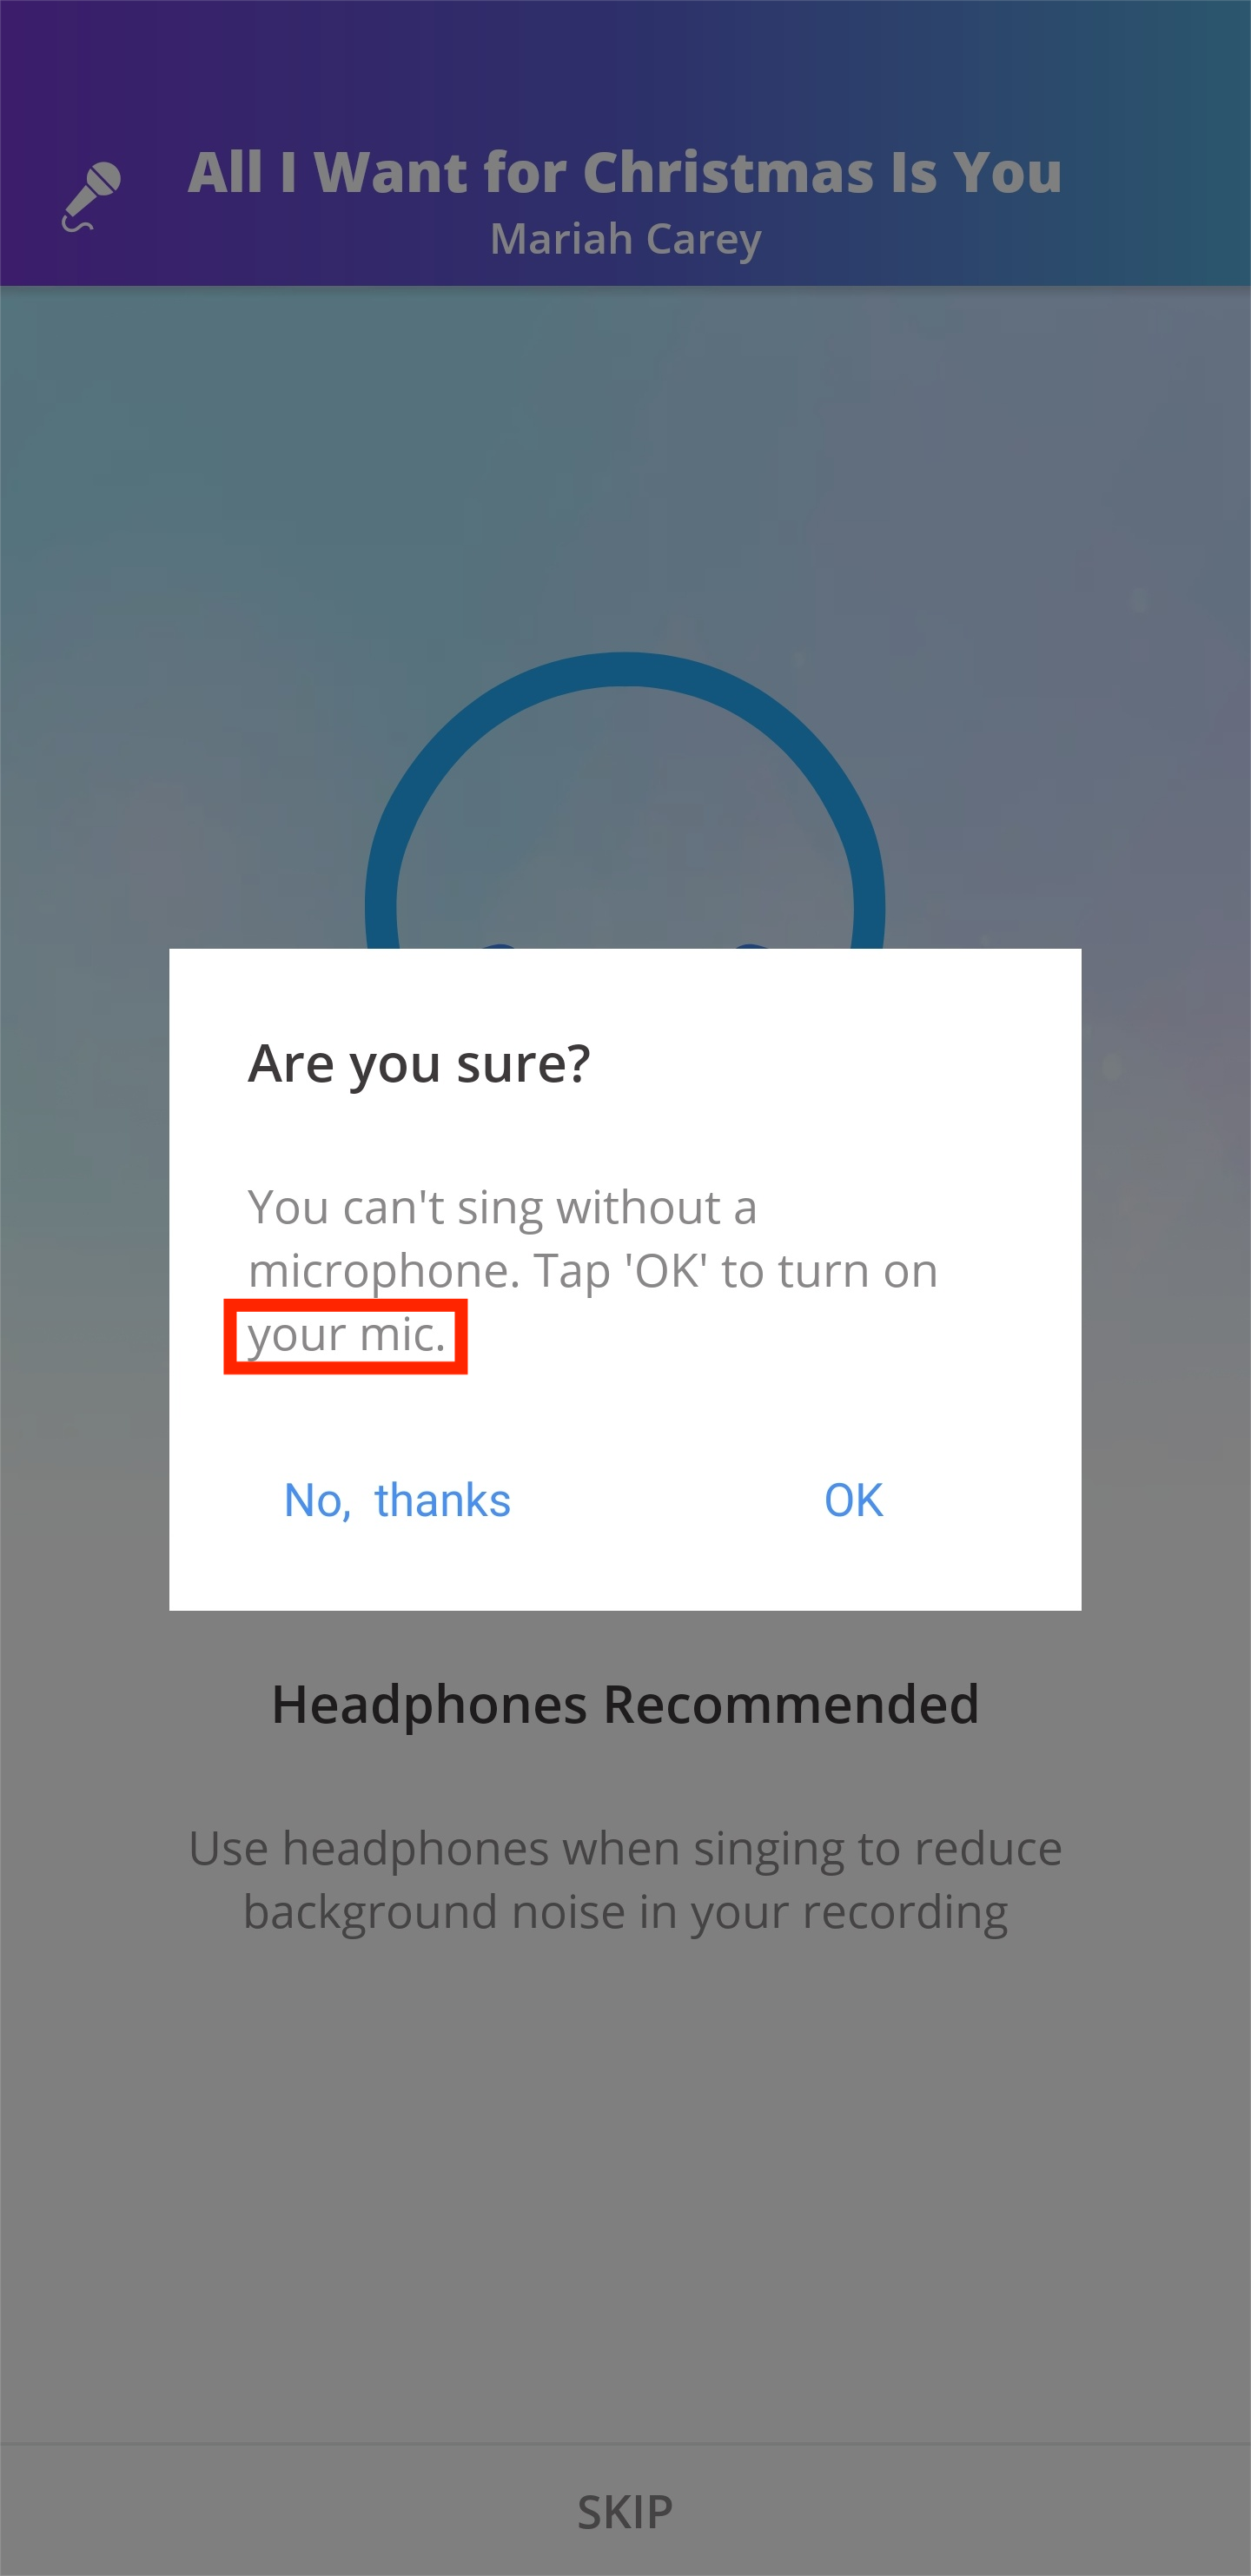 All I Want for Christmas Is You
Mariah Carey
Are you sure?
You can't sing without a
microphone. Tap 'OK' to turn on
your mic.
No, thanks
OK
Headphones Recommended
Use headphones when singing to reduce
background noise in your recording
SKIP